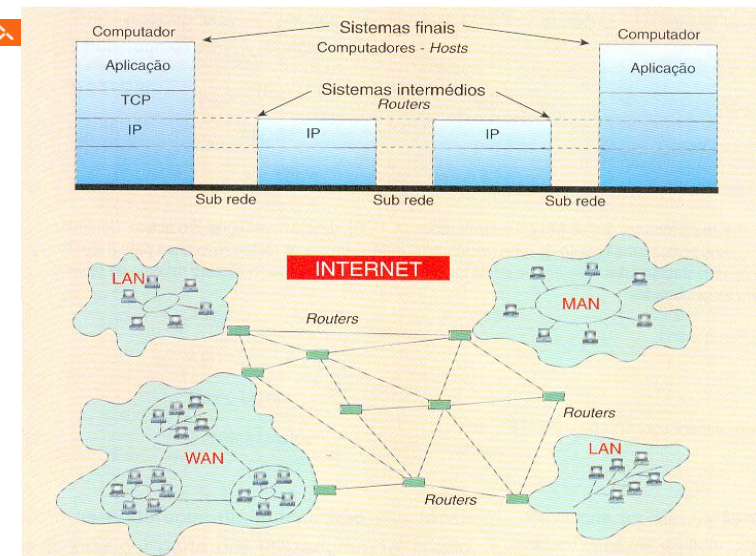 Computador
Sistemas finais
Computadores - Hosts
Computador
Aplicação
TCP
IP
Sistemas intermédios
Routers
IP
IP
Aplicação
Sub rede
Sub rede
Sub rede
INTERNET
LAN
MAN
Routers
Routers
WAN
LAN
Routers